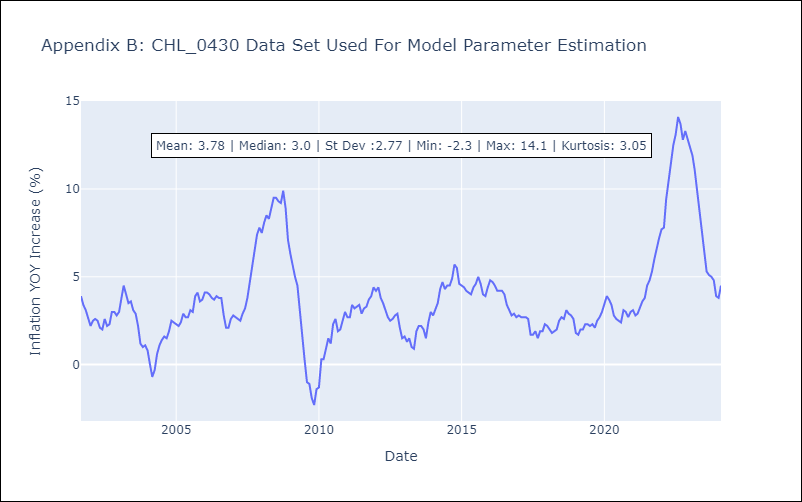 Appendix B: CHL_0430 Data Set Used For Model Parameter Estimation
15
Mean: 3.78 | Median: 3.0 | St Dev :2.77 | Min: -2.3 | Max: 14.1 | Kurtosis: 3.05
10
5
0
Inflation YOY Increase (%)
2005
2010
2015
2020
Date